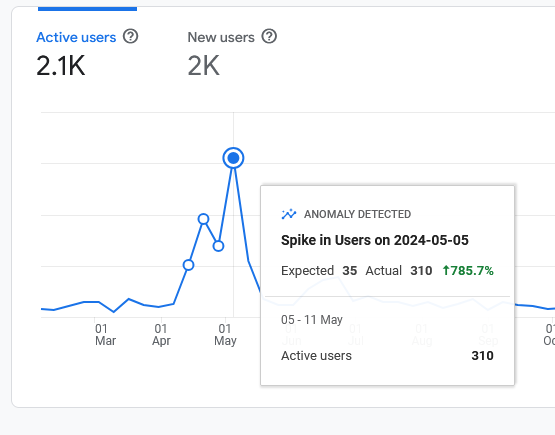 Active users
New users
2.1K
2K
ANOMALY DETECTED
Spike in Users on 2024-05-05
Expected 35 Actual 310 ↑785.7%
05 - 11 May
Active users 310
01 Mar
01 Apr
01 May
01 Jun
01 Jul
01 Aug
01 Sep